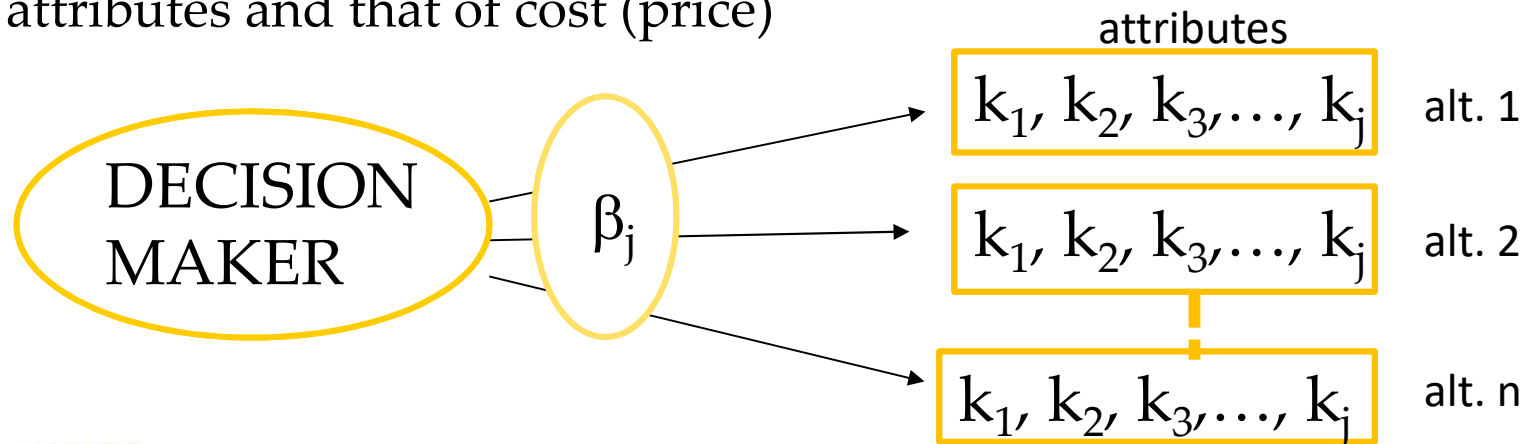 attributes and that of cost (price)
attributes
DECISION
MAKER
βj
k1, k2, k3,…, kj alt. 1
k1, k2, k3,…, kj alt. 2
k1, k2, k3,…, kj alt. n